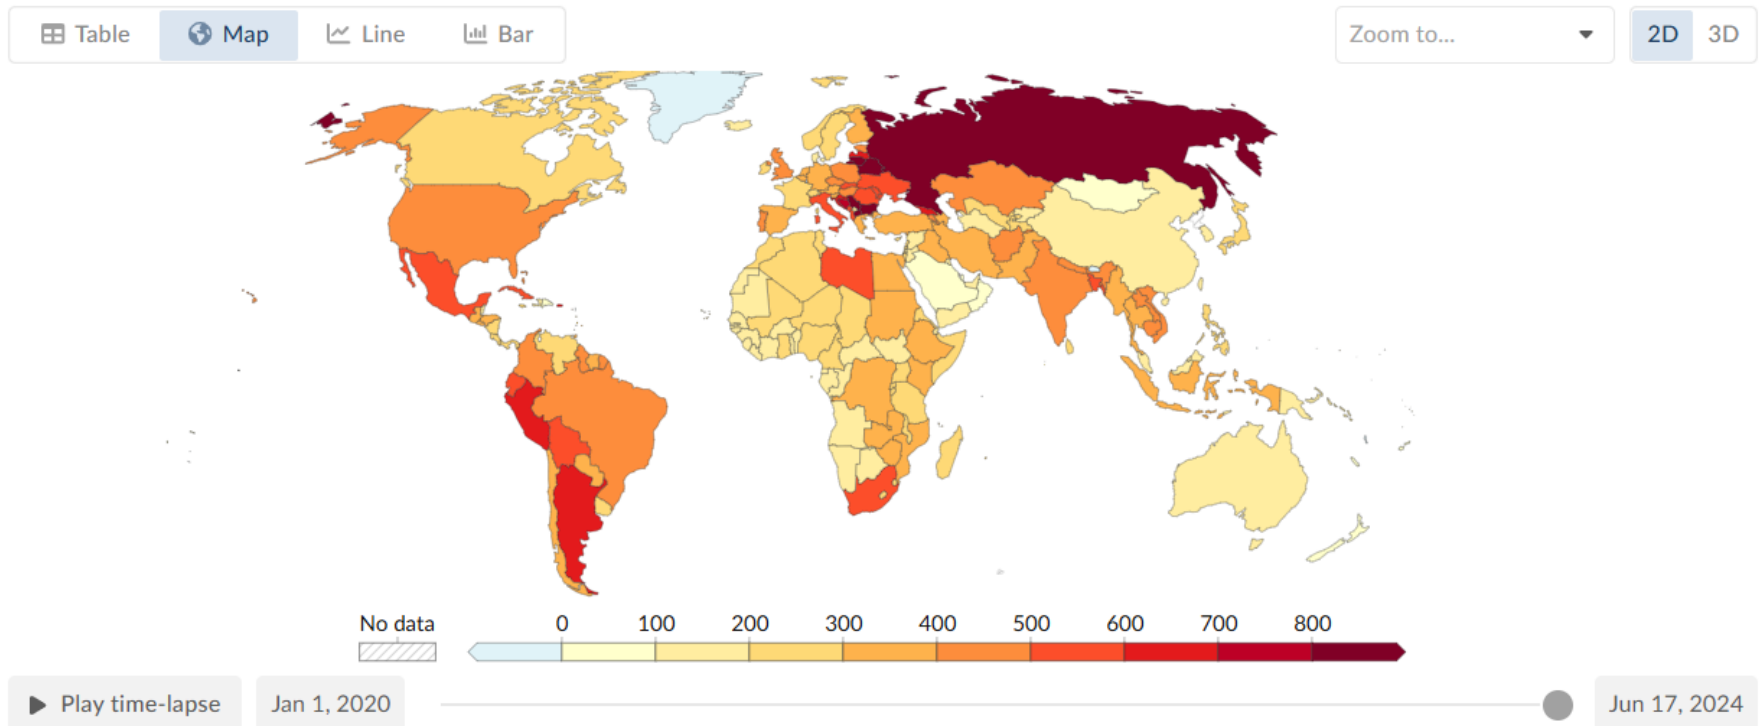 Table Map Line Bar Zoom to... 2D 3D
No data 0 100 200 300 400 500 600 700 800
Play time-lapse Jan 1, 2020 Jun 17, 2024